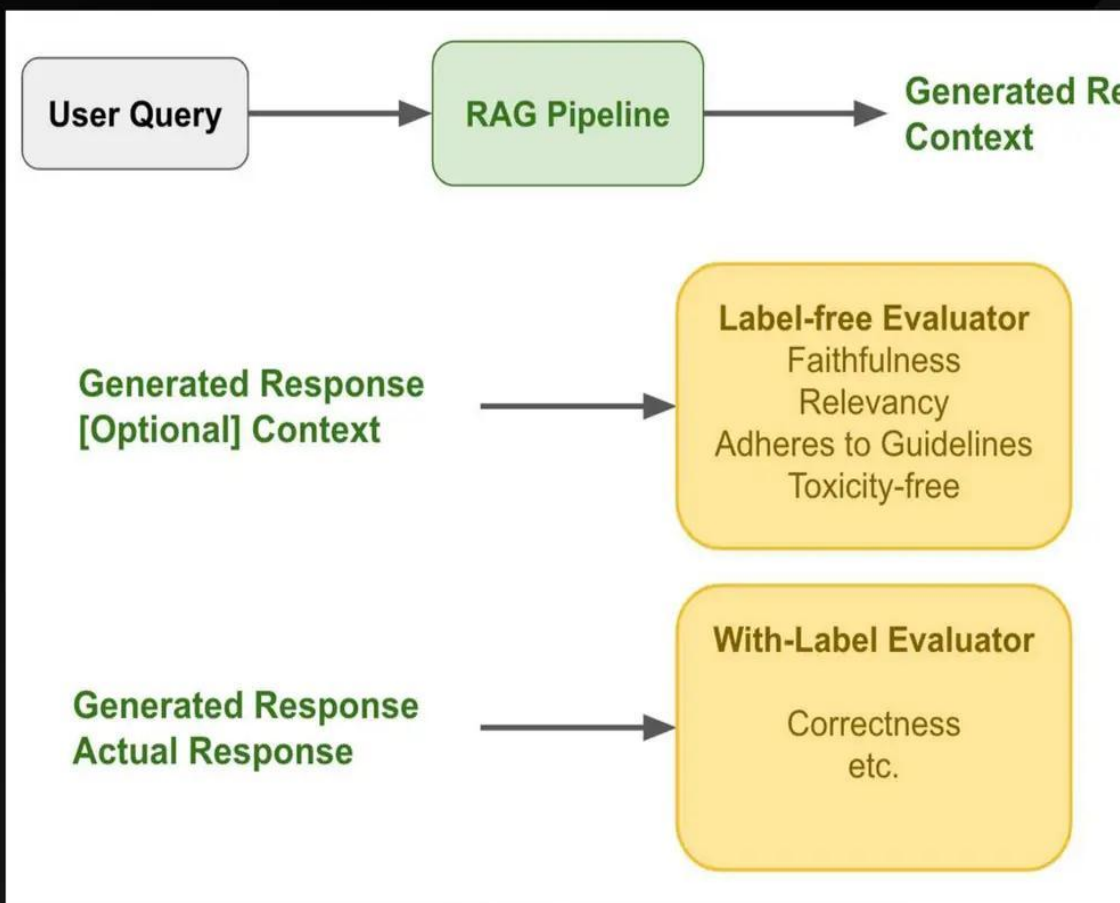 User Query
RAG Pipeline
Generated Re
Context
Generated Response
[Optional] Context
Label-free Evaluator
Faithfulness
Relevancy
Adheres to Guidelines
Toxicity-free
Generated Response
Actual Response
With-Label Evaluator
Correctness
etc.